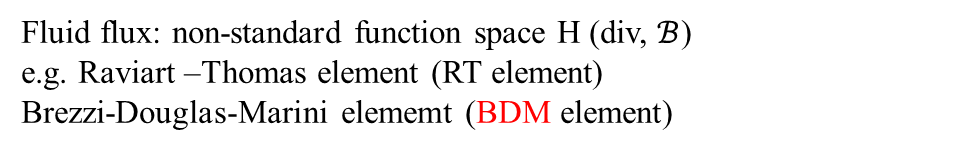 Fluid flux: non-standard function space H (div, ℬ)
e.g. Raviart –Thomas element (RT element)
Brezzi-Douglas-Marini elememt (BDM element)